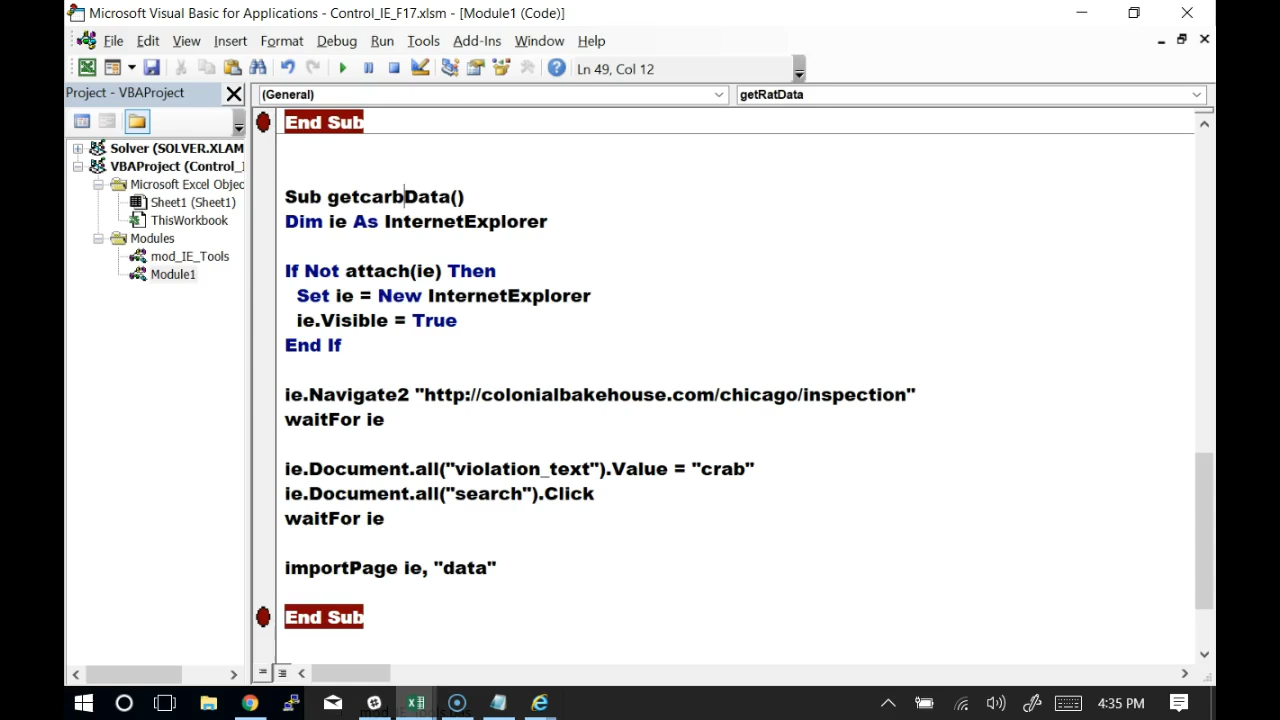 Microsoft Visual Basic for Applications - Control_IE_F17.xlsm - [Module1 (Code)]
File Edit View Insert Format Debug Run Tools Add-Ins Window Help
Ln 49, Col 12
Project - VBAProject
(General) getRatData
Solver (SOLVER.XLAM
VBAProject (Control_I
Microsoft Excel Objec
Sheet1 (Sheet1)
ThisWorkbook
Modules
mod_IE_Tools
Module1
End Sub
Sub getcarbData()
Dim ie As InternetExplorer
If Not attach(ie) Then
Set ie = New InternetExplorer
ie.Visible = True
End If
ie.Navigate2 "http://colonialbakehouse.com/chicago/inspection"
waitFor ie
ie.Document.all("violation_text").Value = "crab"
ie.Document.all("search").Click
waitFor ie
importPage ie, "data"
End Sub
4:35 PM